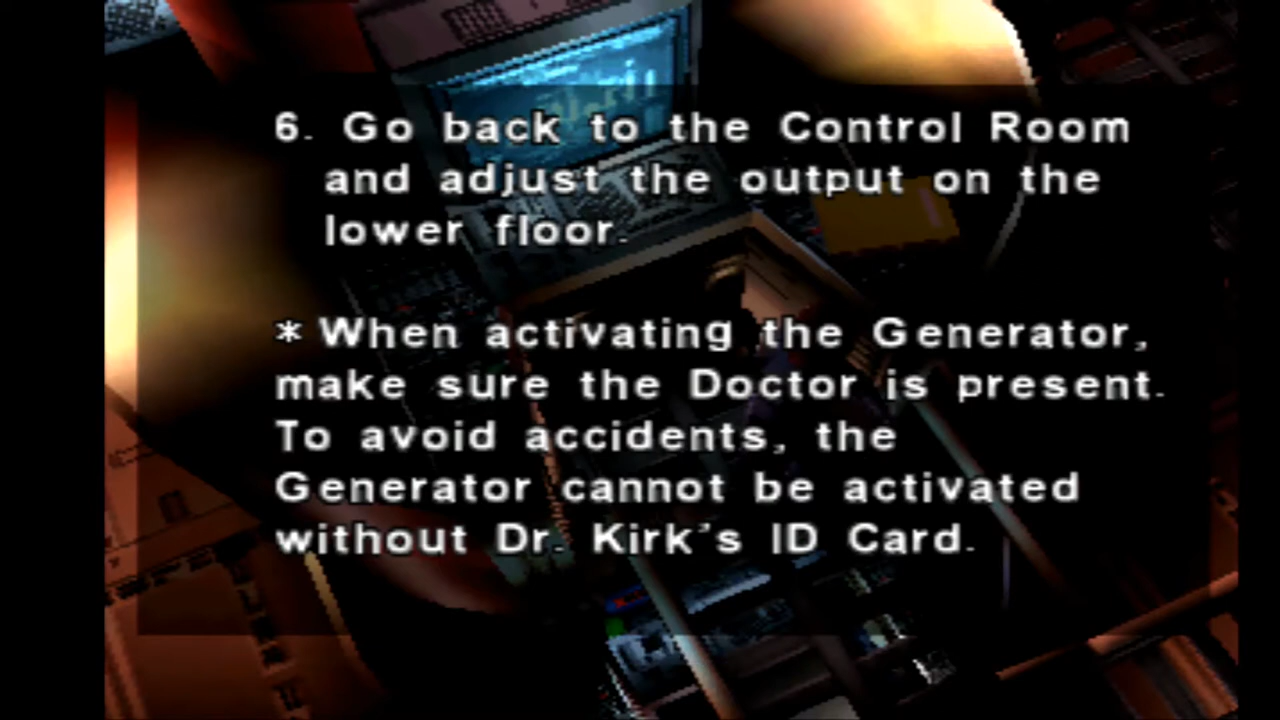 6. Go back to the Control Room
and adjust the output on the
lower floor.
* When activating the Generator,
make sure the Doctor is present.
To avoid accidents, the
Generator cannot be activated
without Dr. Kirk's ID Card.